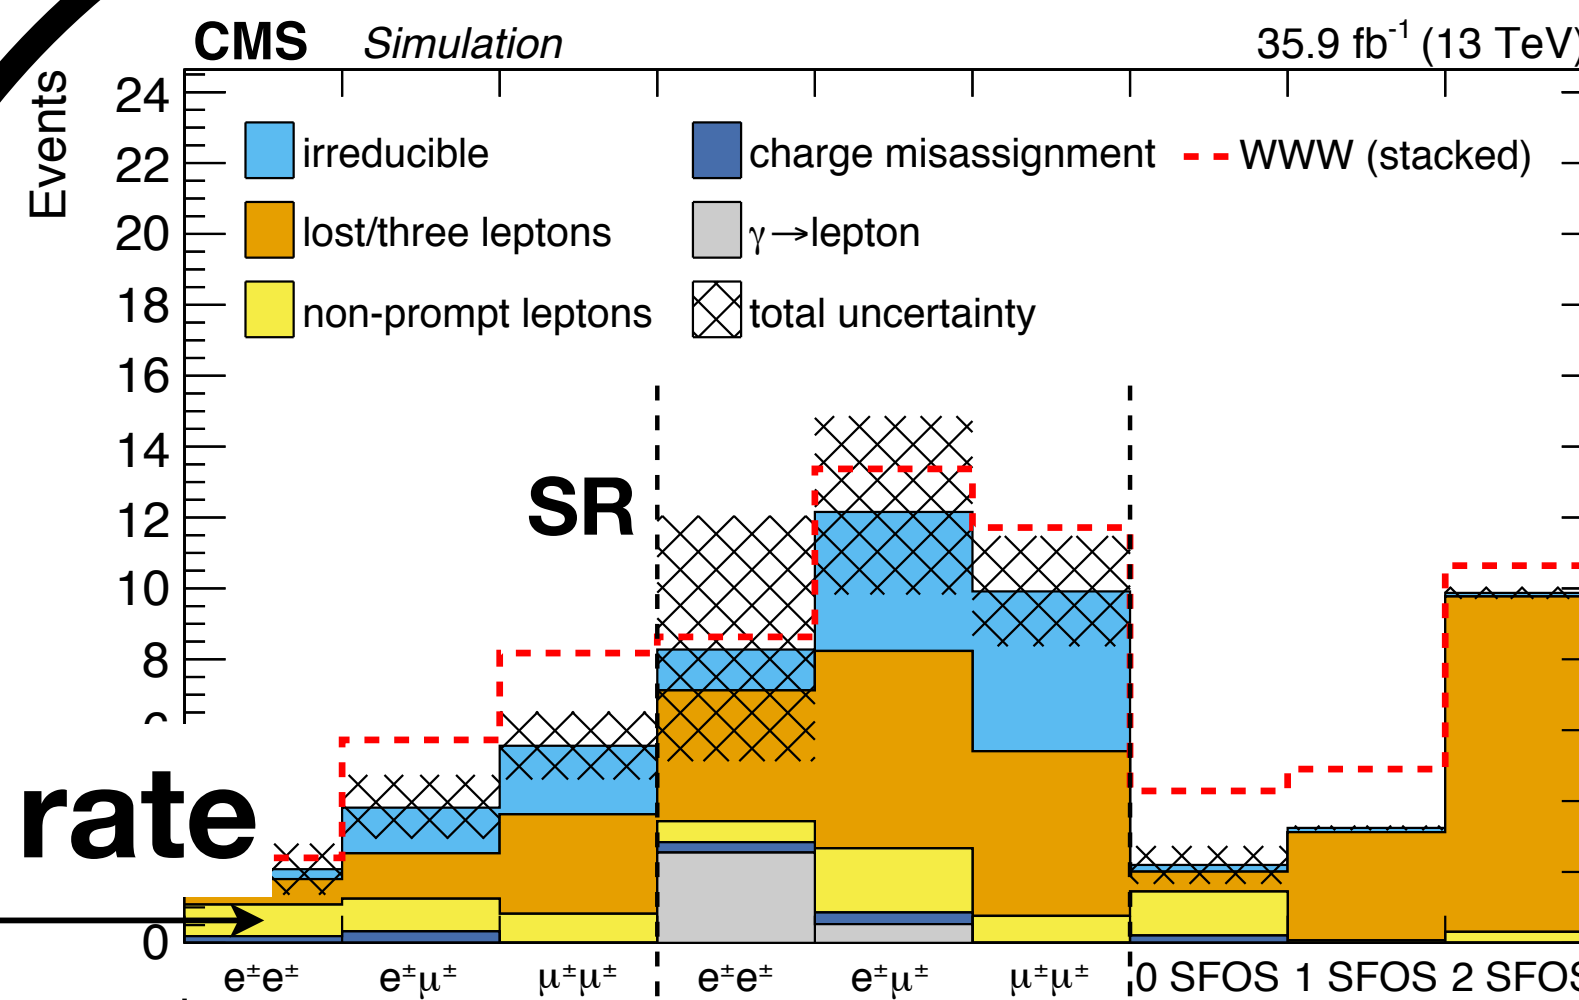 CMS Simulation 35.9 fb⁻¹ (13 TeV)
Events
24
22
20
18
16
14
12
10
8
0
irreducible
lost/three leptons
non-prompt leptons
charge misassignment
γ→lepton
total uncertainty
WWW (stacked)
SR
rate
e±e± e±μ± μ±μ± e±e± e±μ± μ±μ± 0 SFOS 1 SFOS 2 SFOS